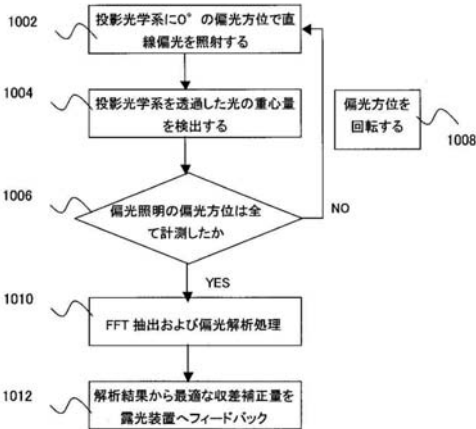 1002
投影光学系に0°の偏光方位で直
線偏光を照射する
1004
投影光学系を透過した光の重心量
を検出する
偏光方位を
回転する
1008
1006
偏光照明の偏光方位は全
て計測したか
NO
YES
1010
FFT 抽出および偏光解析処理
1012
解析結果から最適な収差補正量を
露光装置へフィードバック